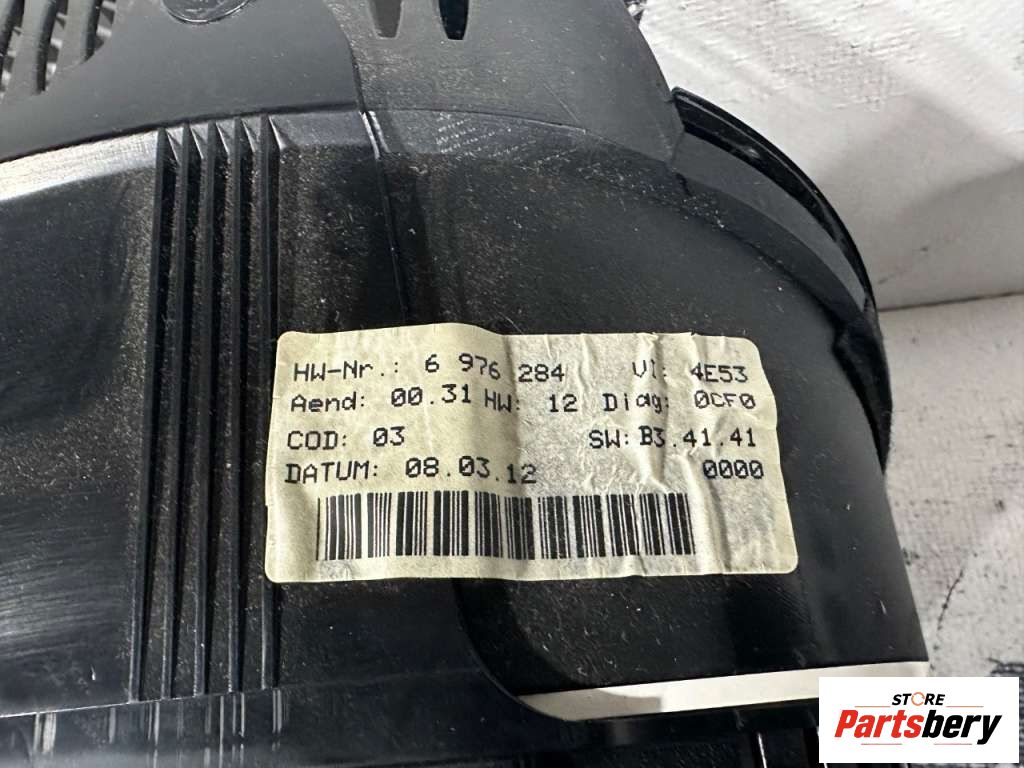 HW-Nr.: 6 976 284 VI: 4E53
Aend: 00.31 HW: 12 Diag: 0CF0
COD: 03 SW: B3.41.41
DATUM: 08.03.12 0000
STORE
Partsbery